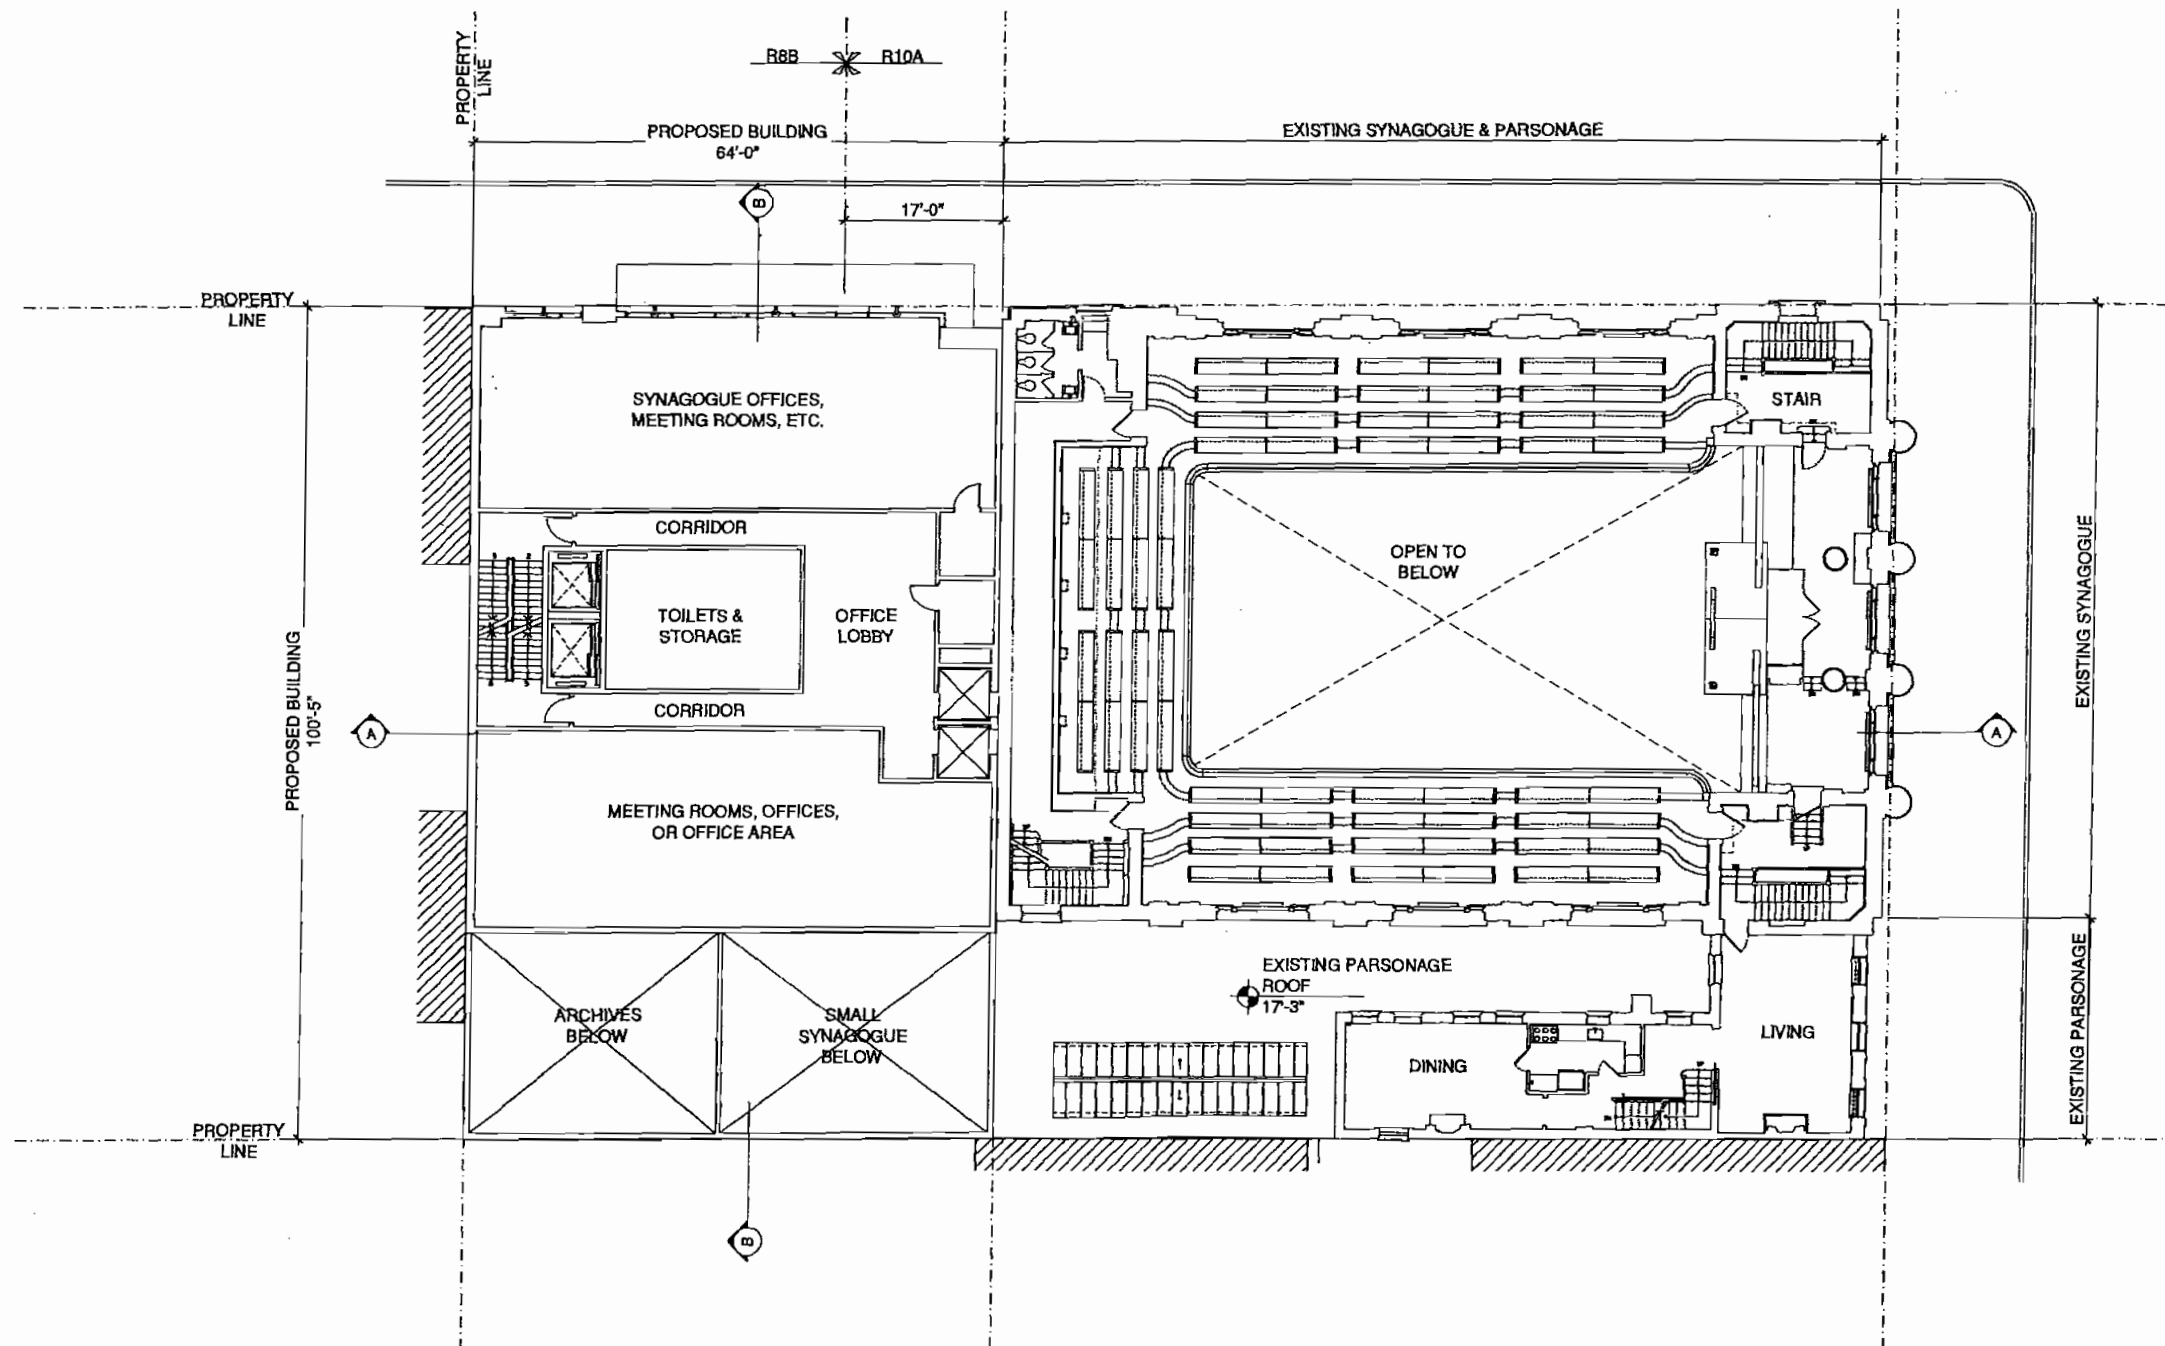 PROPERTY
LINE
R8B
R10A
PROPOSED BUILDING
64'-0"
EXISTING SYNAGOGUE & PARSONAGE
B
17'-0"
PROPERTY
LINE
SYNAGOGUE OFFICES,
MEETING ROOMS, ETC.
STAIR
CORRIDOR
OPEN TO
BELOW
TOILETS &
STORAGE
OFFICE
LOBBY
EXISTING SYNAGOGUE
PROPOSED BUILDING
100'-5"
CORRIDOR
A
A
MEETING ROOMS, OFFICES,
OR OFFICE AREA
EXISTING PARSONAGE
ROOF
17'-3"
ARCHIVES
BELOW
SMALL
SYNAGOGUE
BELOW
LIVING
DINING
EXISTING PARSONAGE
PROPERTY
LINE
B